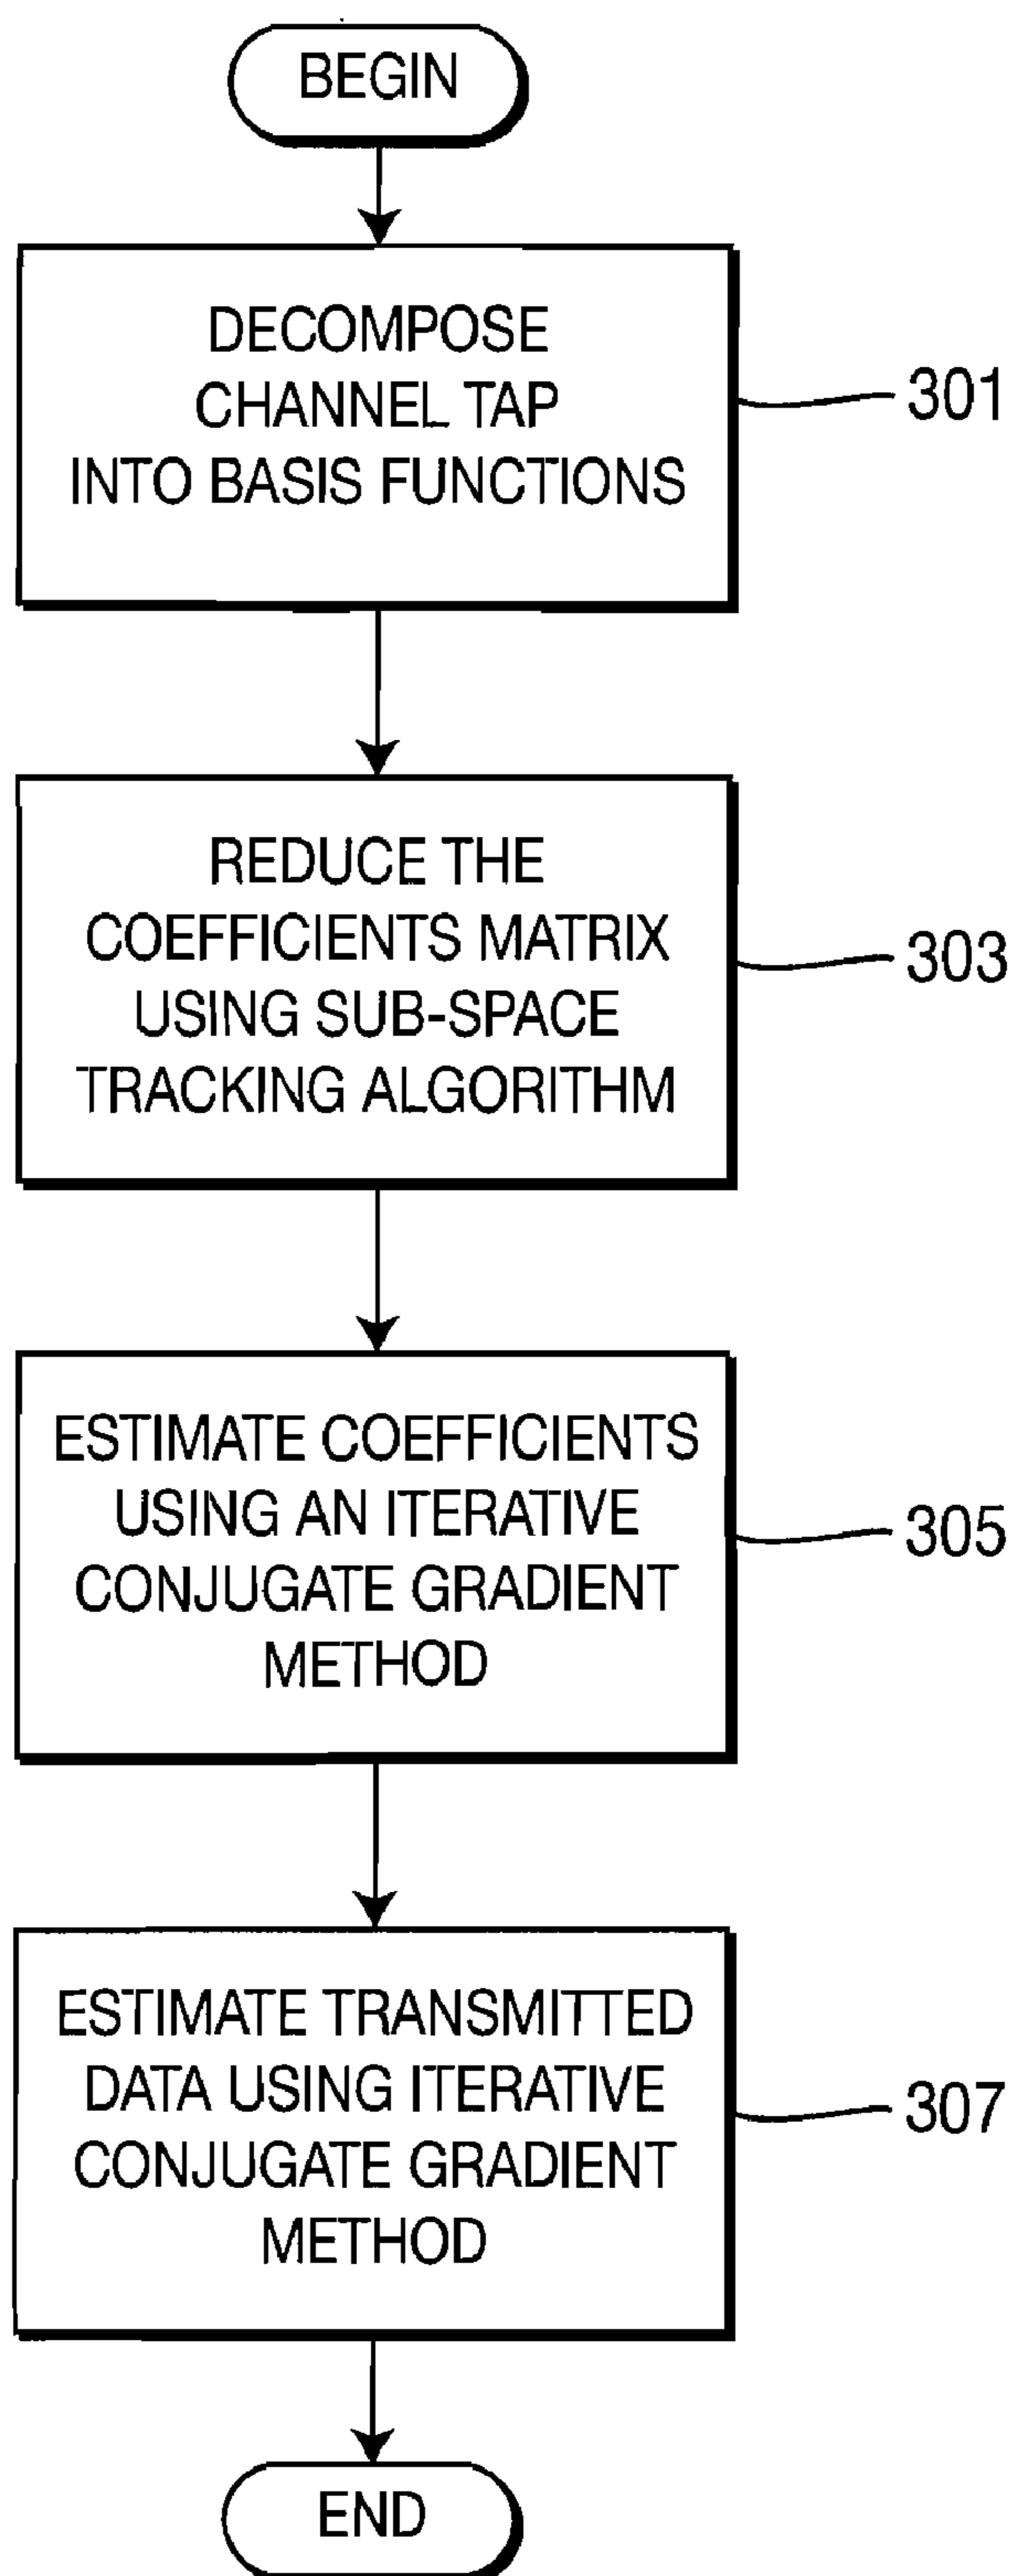 BEGIN
DECOMPOSE
CHANNEL TAP
INTO BASIS FUNCTIONS
301
REDUCE THE
COEFFICIENTS MATRIX
USING SUB-SPACE
TRACKING ALGORITHM
303
ESTIMATE COEFFICIENTS
USING AN ITERATIVE
CONJUGATE GRADIENT
METHOD
305
ESTIMATE TRANSMITTED
DATA USING ITERATIVE
CONJUGATE GRADIENT
METHOD
307
END